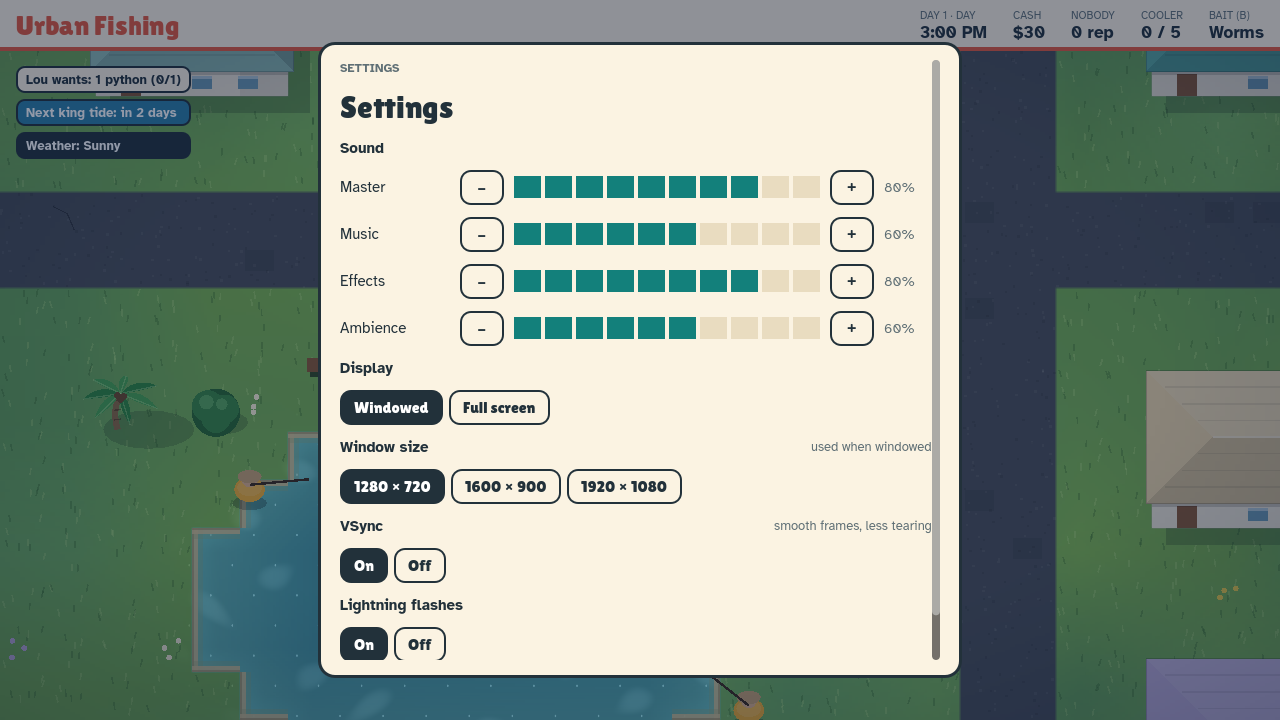 Urban Fishing
DAY 1 · DAY
3:00 PM
CASH
$30
NOBODY
0 rep
COOLER
0 / 5
BAIT (B)
Worms
Lou wants: 1 python (0/1)
Next king tide: in 2 days
Weather: Sunny
SETTINGS
Settings
Sound
Master - + 80%
Music - + 60%
Effects - + 80%
Ambience - + 60%
Display
Windowed Full screen
Window size used when windowed
1280 × 720 1600 × 900 1920 × 1080
VSync smooth frames, less tearing
On Off
Lightning flashes
On Off